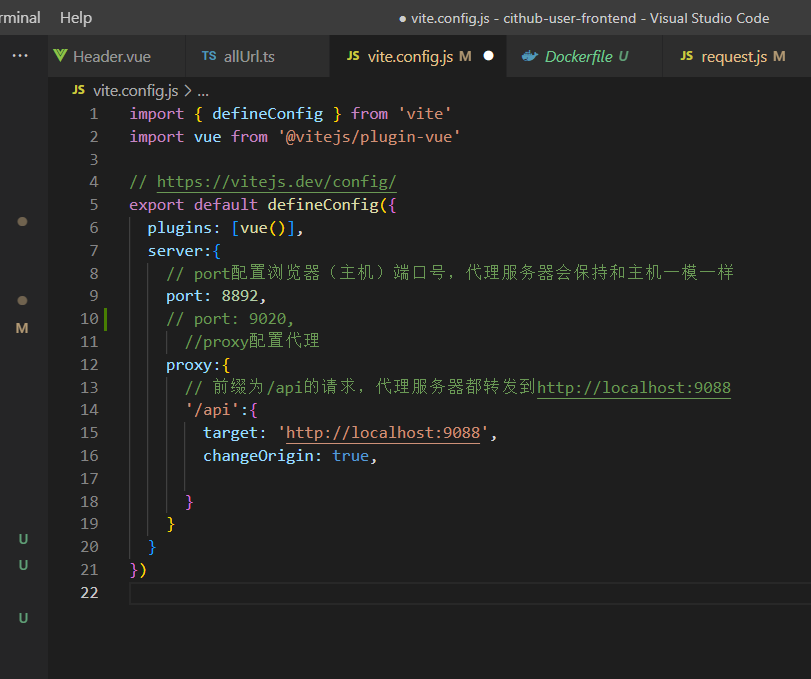 rminal Help ● vite.config.js - cithub-user-frontend - Visual Studio Code
··· Header.vue TS allUrl.ts JS vite.config.js M ● Dockerfile U JS request.js M
JS vite.config.js > ...
1 import { defineConfig } from 'vite'
2 import vue from '@vitejs/plugin-vue'
3
4 // https://vitejs.dev/config/
5 export default defineConfig({
6 plugins: [vue()],
7 server:{
8 // port配置浏览器（主机）端口号，代理服务器会保持和主机一模一样
9 port: 8892,
10 // port: 9020,
11 //proxy配置代理
12 proxy:{
13 // 前缀为/api的请求，代理服务器都转发到http://localhost:9088
14 '/api':{
15 target: 'http://localhost:9088',
16 changeOrigin: true,
17
18 }
19 }
20 }
21 })
22
M
U
U
U